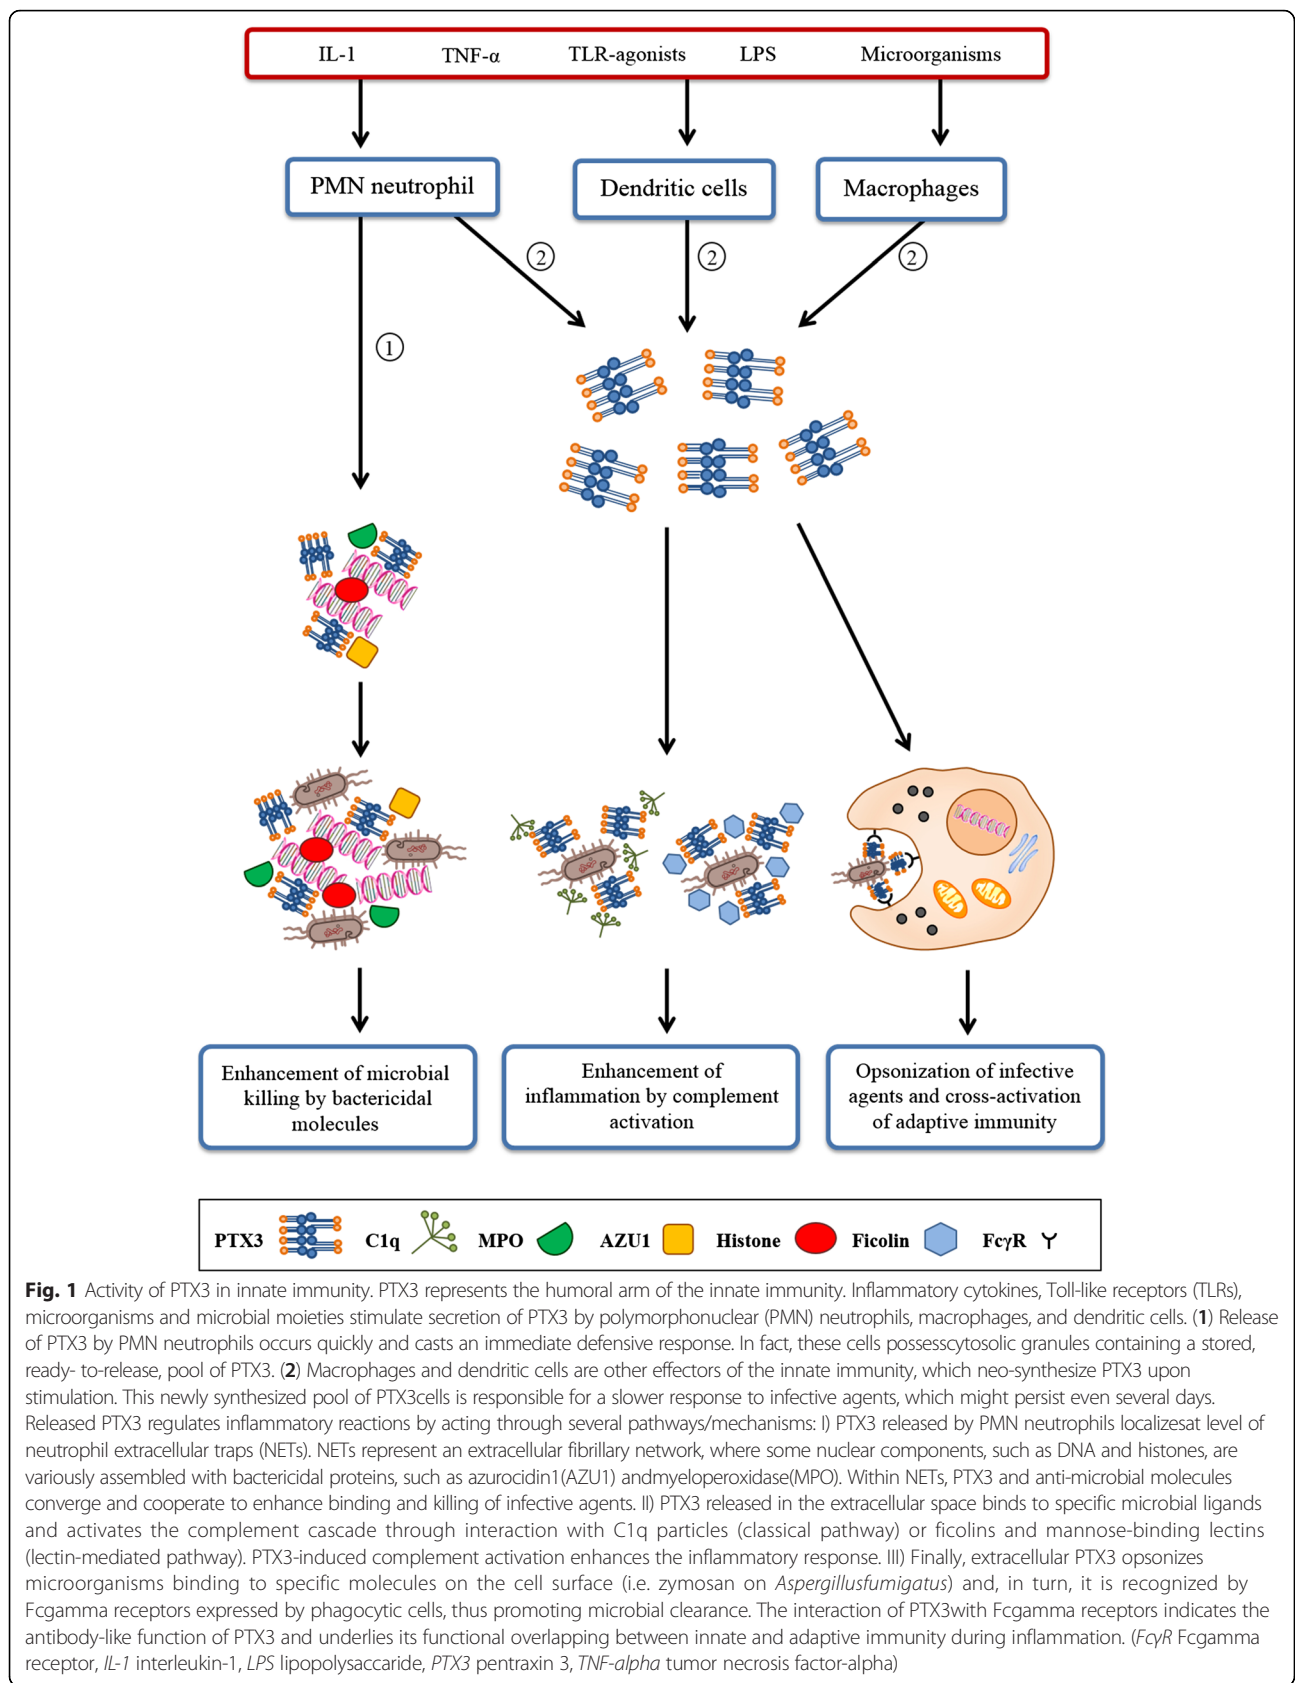 IL-1 TNF-α TLR-agonists LPS Microorganisms
PMN neutrophil Dendritic cells Macrophages
2 2 2
1
Enhancement of microbial
killing by bactericidal
molecules
Enhancement of
inflammation by complement
activation
Opsonization of infective
agents and cross-activation
of adaptive immunity
PTX3 C1q MPO AZU1 Histone Ficolin FcγR
Fig. 1 Activity of PTX3 in innate immunity. PTX3 represents the humoral arm of the innate immunity. Inflammatory cytokines, Toll-like receptors (TLRs),
microorganisms and microbial moieties stimulate secretion of PTX3 by polymorphonuclear (PMN) neutrophils, macrophages, and dendritic cells. (1) Release
of PTX3 by PMN neutrophils occurs quickly and casts an immediate defensive response. In fact, these cells possesscytosolic granules containing a stored,
ready- to-release, pool of PTX3. (2) Macrophages and dendritic cells are other effectors of the innate immunity, which neo-synthesize PTX3 upon
stimulation. This newly synthesized pool of PTX3cells is responsible for a slower response to infective agents, which might persist even several days.
Released PTX3 regulates inflammatory reactions by acting through several pathways/mechanisms: I) PTX3 released by PMN neutrophils localizesat level of
neutrophil extracellular traps (NETs). NETs represent an extracellular fibrillary network, where some nuclear components, such as DNA and histones, are
variously assembled with bactericidal proteins, such as azurocidin1(AZU1) andmyeloperoxidase(MPO). Within NETs, PTX3 and anti-microbial molecules
converge and cooperate to enhance binding and killing of infective agents. II) PTX3 released in the extracellular space binds to specific microbial ligands
and activates the complement cascade through interaction with C1q particles (classical pathway) or ficolins and mannose-binding lectins
(lectin-mediated pathway). PTX3-induced complement activation enhances the inflammatory response. III) Finally, extracellular PTX3 opsonizes
microorganisms binding to specific molecules on the cell surface (i.e. zymosan on Aspergillusfumigatus) and, in turn, it is recognized by
Fcgamma receptors expressed by phagocytic cells, thus promoting microbial clearance. The interaction of PTX3with Fcgamma receptors indicates the
antibody-like function of PTX3 and underlies its functional overlapping between innate and adaptive immunity during inflammation. (FcγR Fcgamma
receptor, IL-1 interleukin-1, LPS lipopolysaccaride, PTX3 pentraxin 3, TNF-alpha tumor necrosis factor-alpha)